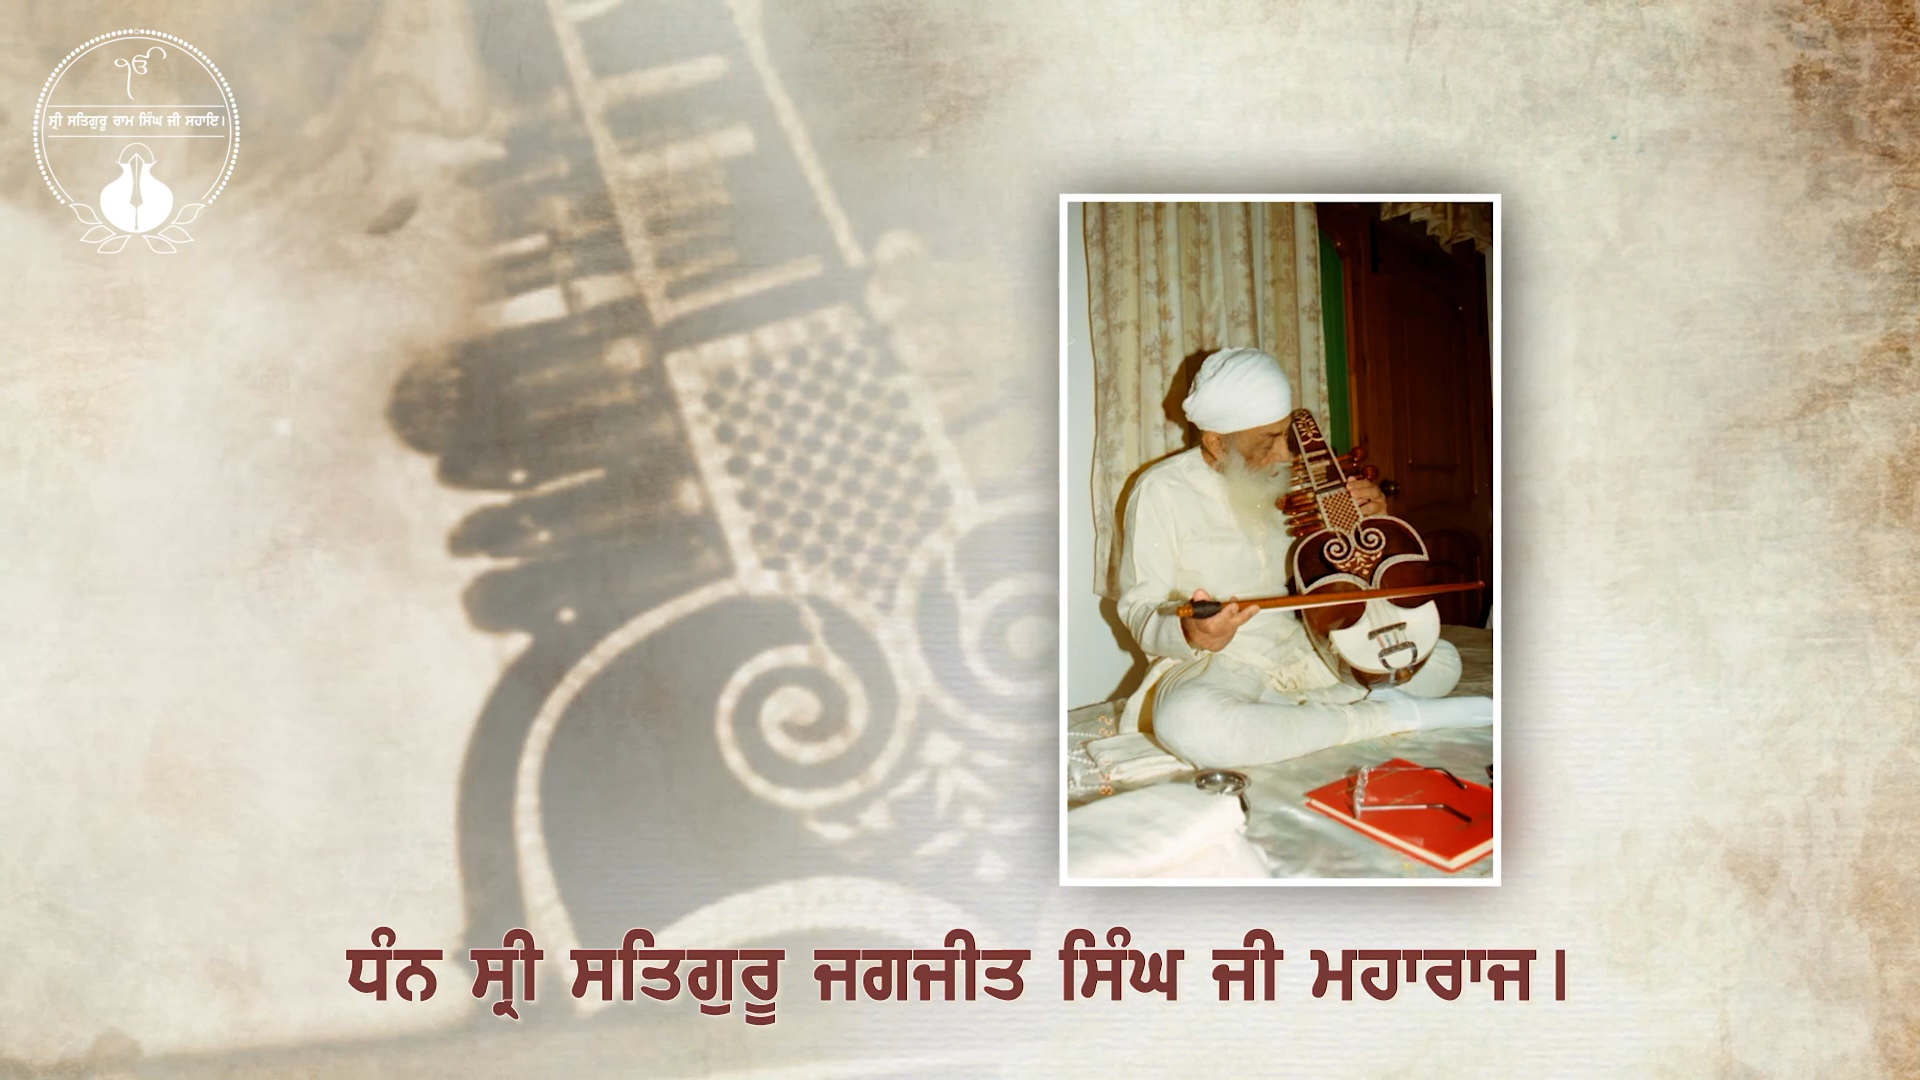 ੴ
ਸ੍ਰੀ ਸਤਿਗੁਰੂ ਰਾਮ ਸਿੰਘ ਜੀ ਸਹਾਇ।
ਧੰਨ ਸ੍ਰੀ ਸਤਿਗੁਰੂ ਜਗਜੀਤ ਸਿੰਘ ਜੀ ਮਹਾਰਾਜ।